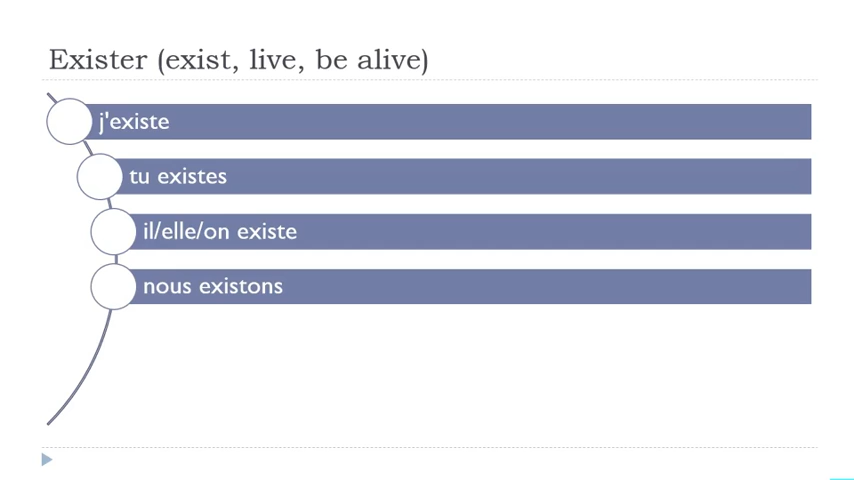 Exister (exist, live, be alive)
j'existe
tu existes
il/elle/on existe
nous existons